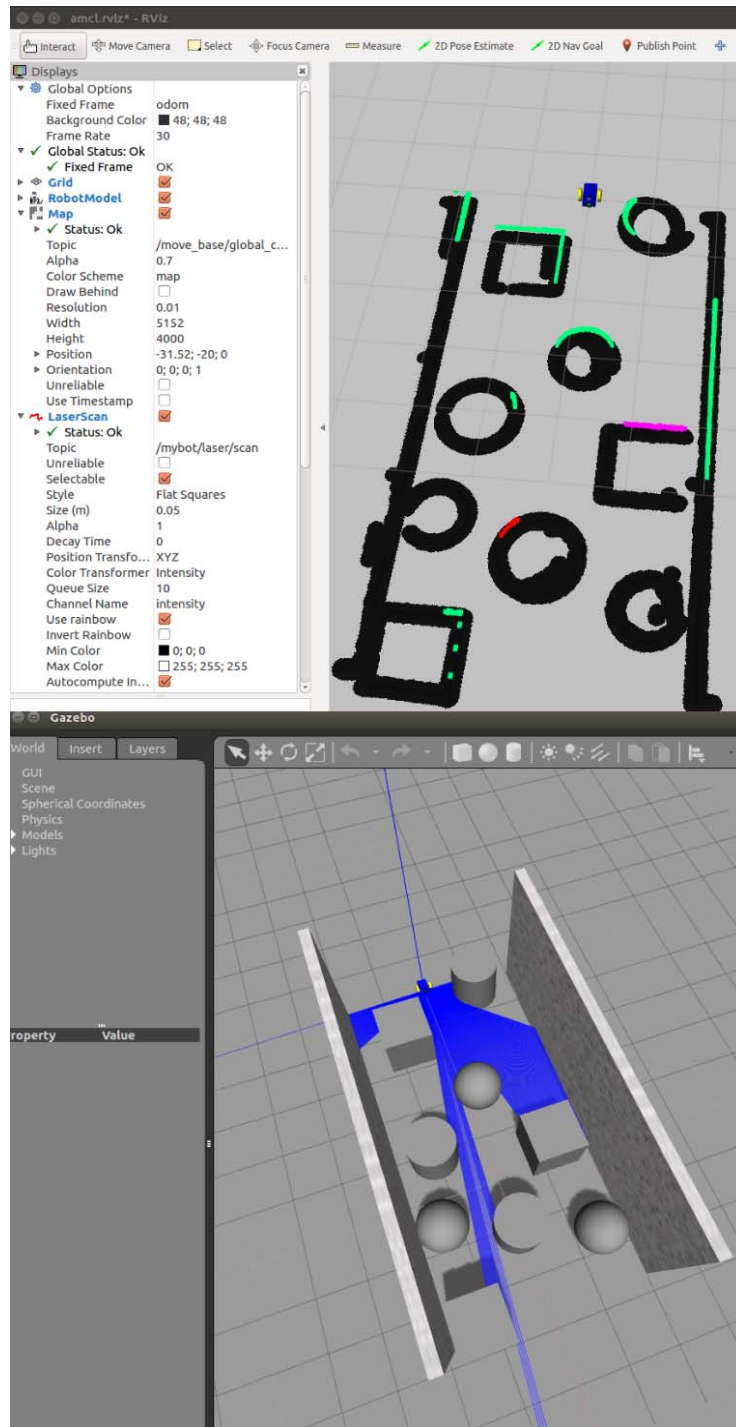 amcl.rviz* - RViz
Interact Move Camera Select Focus Camera Measure 2D Pose Estimate 2D Nav Goal Publish Point
Displays
Global Options
Fixed Frame odom
Background Color 48; 48; 48
Frame Rate 30
Global Status: Ok
Fixed Frame OK
Grid
RobotModel
Map
Status: Ok
Topic /move_base/global_c...
Alpha 0.7
Color Scheme map
Draw Behind
Resolution 0.01
Width 5152
Height 4000
Position -31.52; -20; 0
Orientation 0; 0; 0; 1
Unreliable
Use Timestamp
LaserScan
Status: Ok
Topic /mybot/laser/scan
Unreliable
Selectable
Style Flat Squares
Size (m) 0.05
Alpha 1
Decay Time 0
Position Transfo... XYZ
Color Transformer Intensity
Queue Size 10
Channel Name intensity
Use rainbow
Invert Rainbow
Min Color 0; 0; 0
Max Color 255; 255; 255
Autocompute In...
Gazebo
World Insert Layers
GUI
Scene
Spherical Coordinates
Physics
Models
Lights
roperty Value